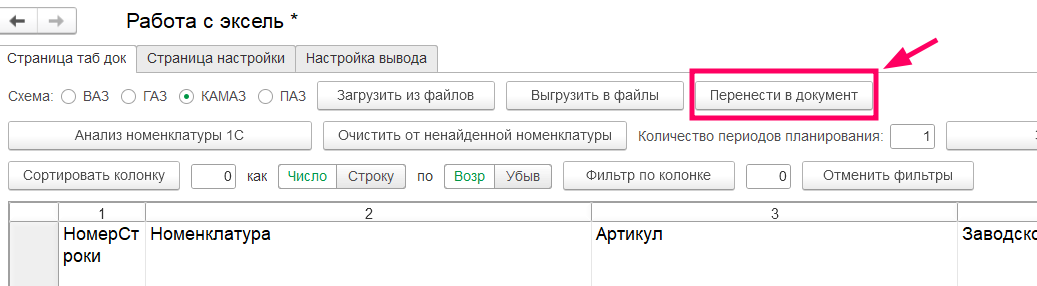 Работа с эксель *
Страница таб док Страница настройки Настройка вывода
Схема: ВАЗ ГАЗ КАМАЗ ПАЗ Загрузить из файлов Выгрузить в файлы Перенести в документ
Анализ номенклатуры 1С Очистить от ненайденной номенклатуры Количество периодов планирования: 1
Сортировать колонку 0 как Число Строку по Возр Убыв Фильтр по колонке 0 Отменить фильтры
1 2 3
НомерСт Номенклатура Артикул Заводско
роки